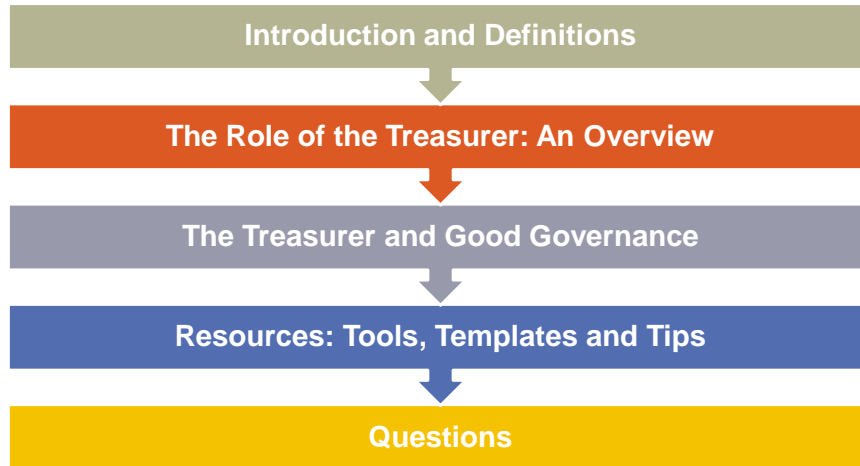 Introduction and Definitions
The Role of the Treasurer: An Overview
The Treasurer and Good Governance
Resources: Tools, Templates and Tips
Questions